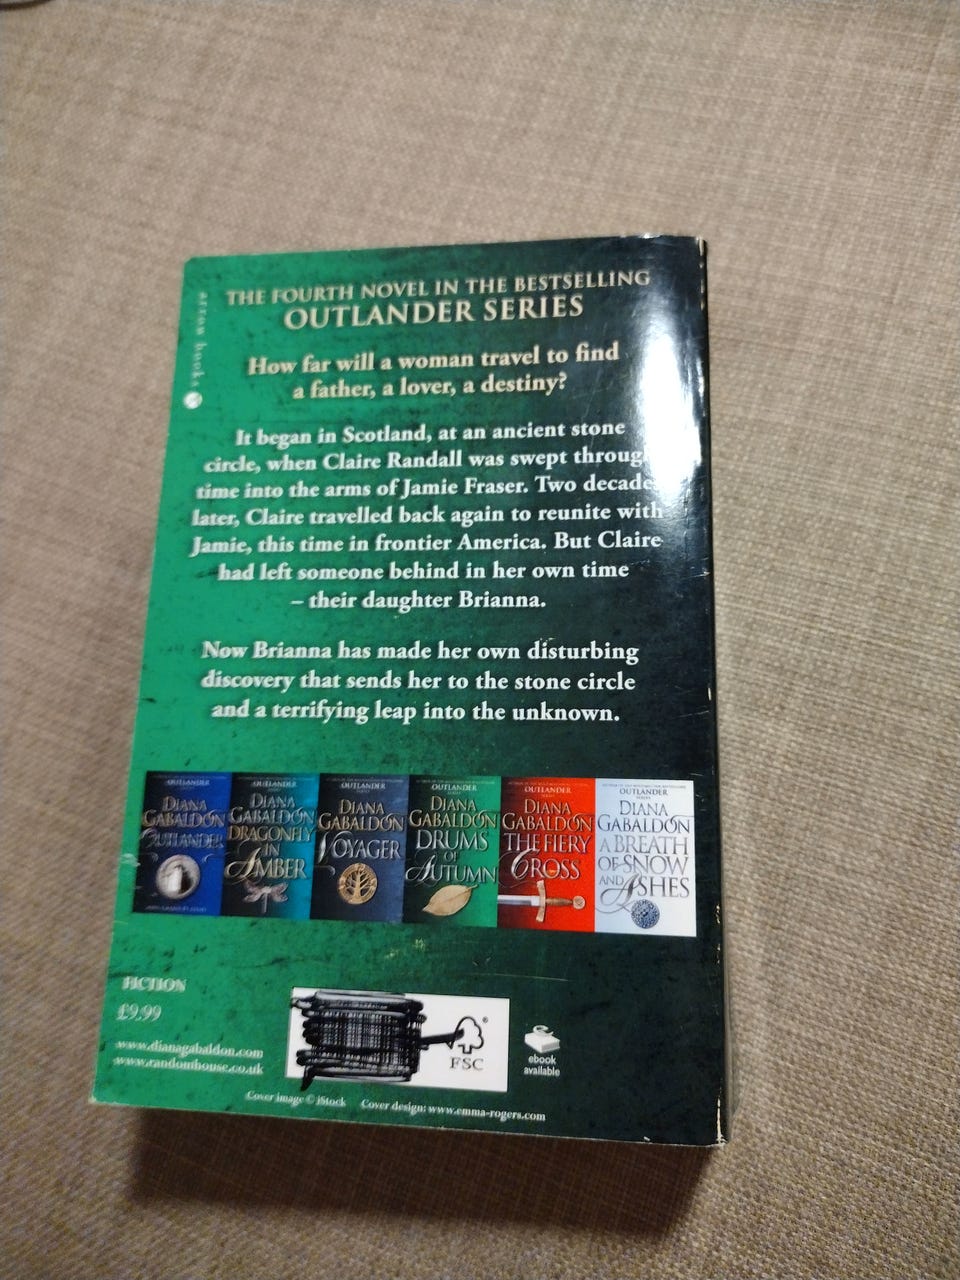 arrow books
THE FOURTH NOVEL IN THE BESTSELLING
OUTLANDER SERIES
How far will a woman travel to find
a father, a lover, a destiny?
It began in Scotland, at an ancient stone
circle, when Claire Randall was swept throug
time into the arms of Jamie Fraser. Two decade
later, Claire travelled back again to reunite with
Jamie, this time in frontier America. But Claire
had left someone behind in her own time
– their daughter Brianna.
Now Brianna has made her own disturbing
discovery that sends her to the stone circle
and a terrifying leap into the unknown.
OUTLANDER
DIANA
GABALDON
OUTLANDER
OUTLANDER
DIANA
GABALDON
DRAGONFLY
IN
AMBER
OUTLANDER
DIANA
GABALDON
VOYAGER
OUTLANDER
SERIES
DIANA
GABALDON
DRUMS
OF
AUTUMN
OUTLANDER
SERIES
DIANA
GABALDON
THE FIERY
CROSS
OUTLANDER
SERIES
DIANA
GABALDON
A BREATH
OF SNOW
AND
ASHES
FICTION
£9.99
www.dianagabaldon.com
www.randomhouse.co.uk
®
FSC
ebook
available
Cover image © iStock Cover design: www.emma-rogers.com